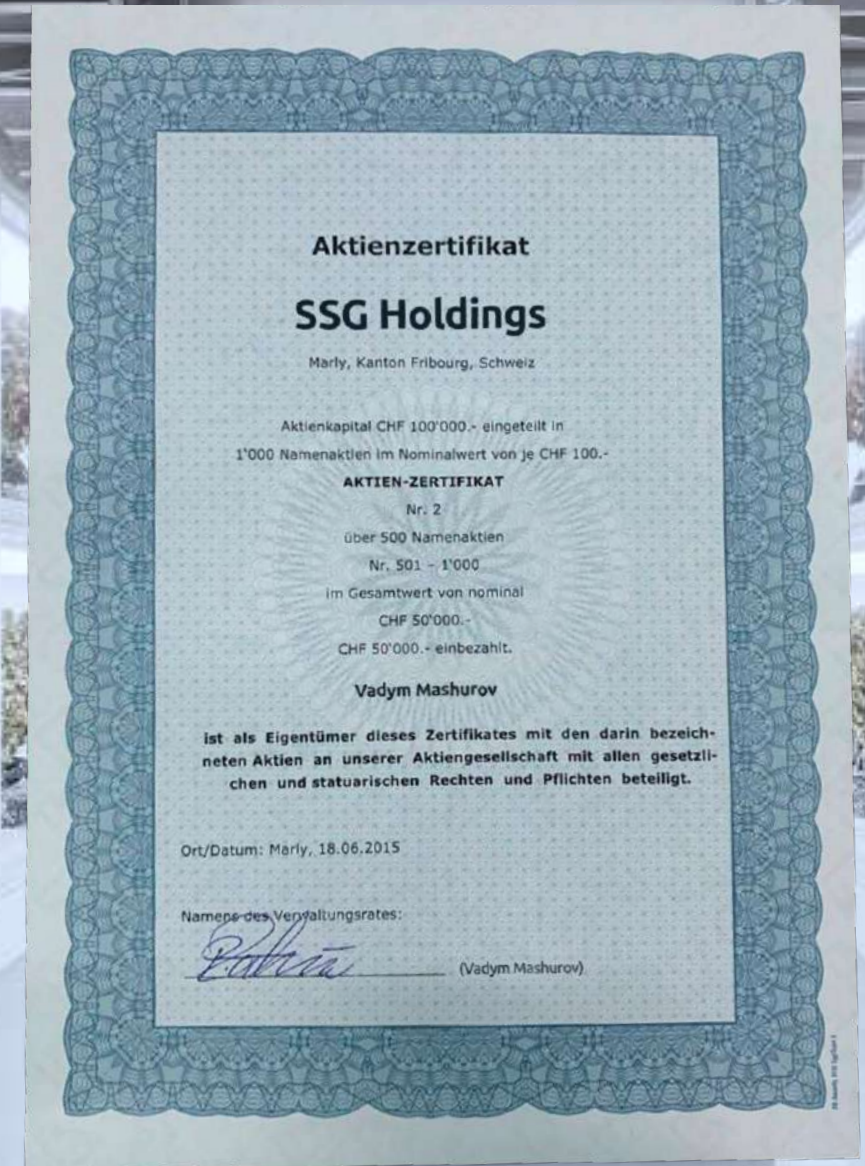 Aktienzertifikat
SSG Holdings
Marly, Kanton Fribourg, Schweiz
Aktienkapital CHF 100'000.- eingeteilt in
1'000 Namenaktien im Nominalwert von je CHF 100.-
AKTIEN-ZERTIFIKAT
Nr. 2
über 500 Namenaktien
Nr. 501 - 1'000
im Gesamtwert von nominal
CHF 50'000.-
CHF 50'000.- einbezahlt.
Vadym Mashurov
ist als Eigentümer dieses Zertifikates mit den darin bezeich-
neten Aktien an unserer Aktiengesellschaft mit allen gesetzli-
chen und statuarischen Rechten und Pflichten beteiligt.
Ort/Datum: Marly, 18.06.2015
Namens des Verwaltungsrates:
(Vadym Mashurov)